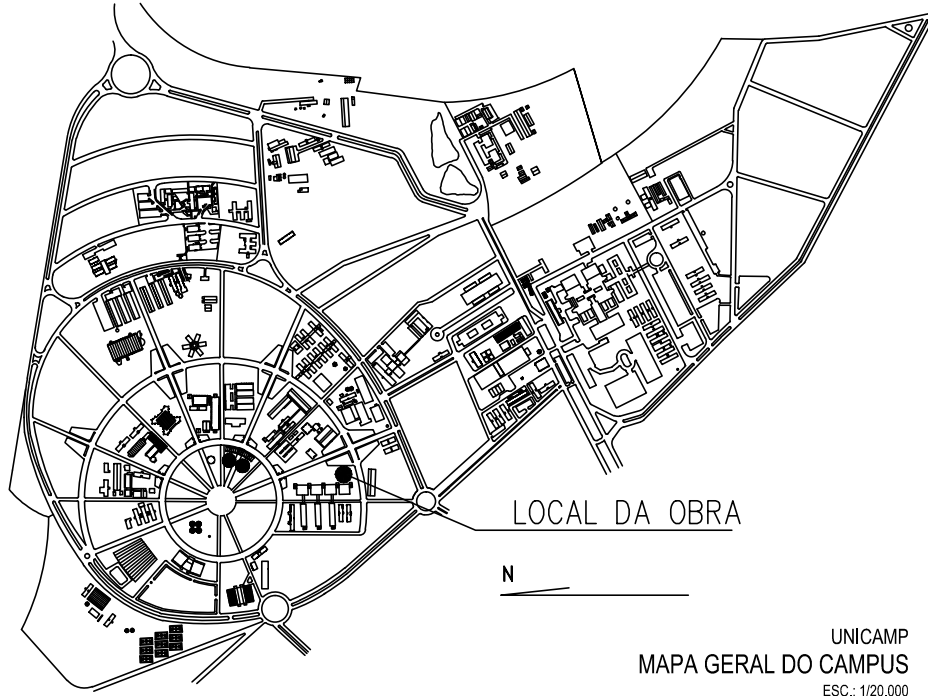 LOCAL DA OBRA
N
UNICAMP
MAPA GERAL DO CAMPUS
ESC.: 1/20.000